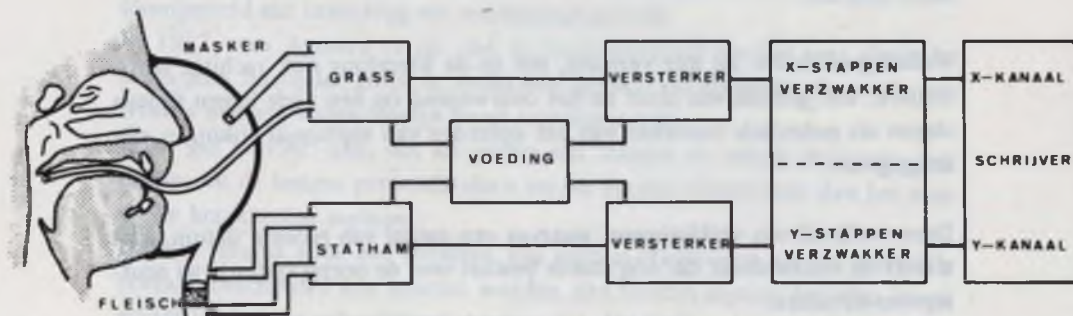 MASKER
GRASS
VERSTERKER
X-STAPPEN
VERZWAKKER
X-KANAAL
VOEDING
SCHRIJVER
STATHAM
VERSTERKER
Y-STAPPEN
VERZWAKKER
Y-KANAAL
FLEISCH